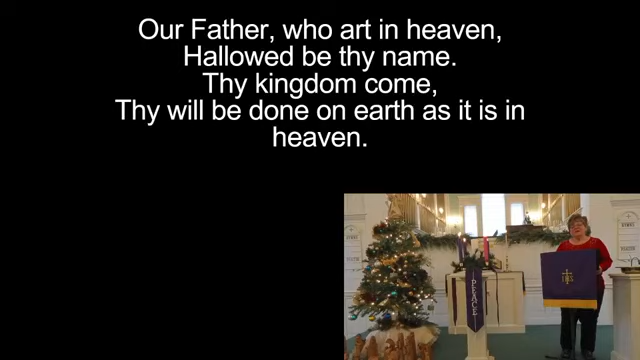 Our Father, who art in heaven,
Hallowed be thy name.
Thy kingdom come,
Thy will be done on earth as it is in
heaven.
PEACE